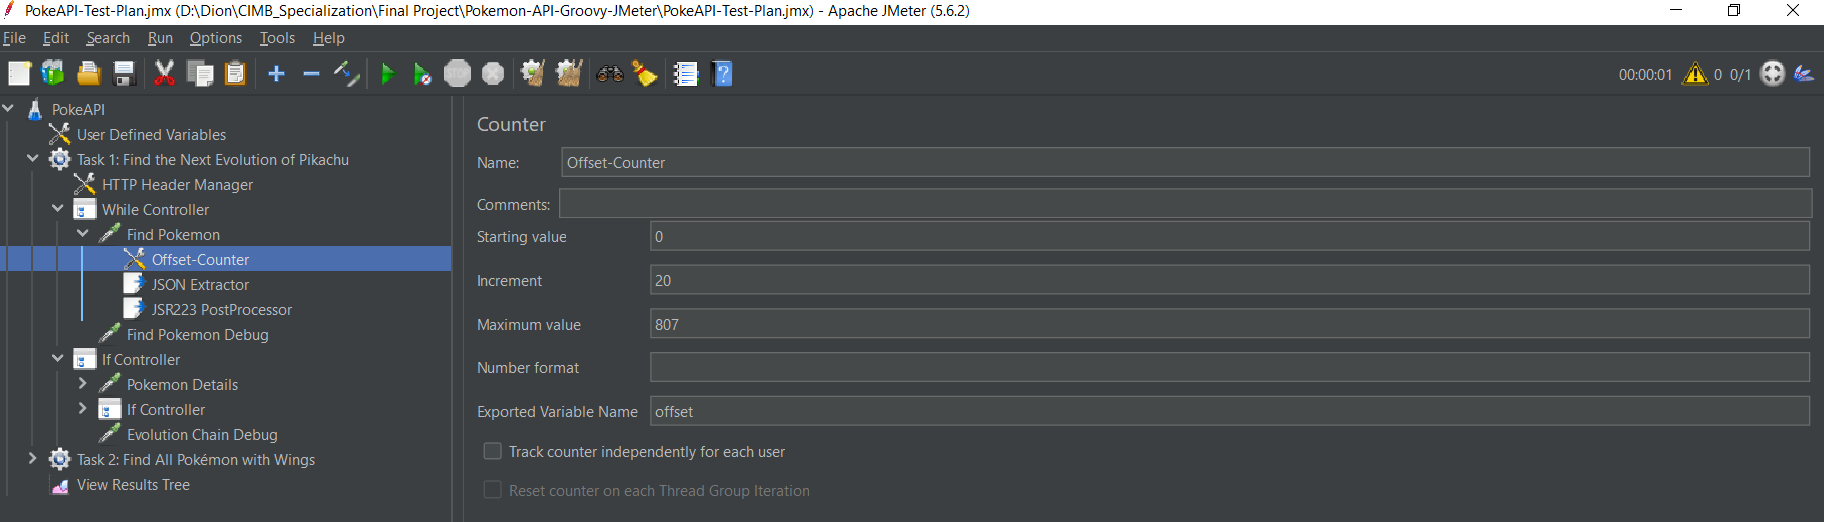 PokeAPI-Test-Plan.jmx (D:\Dion\CIMB_Specialization\Final Project\Pokemon-API-Groovy-JMeter\PokeAPI-Test-Plan.jmx) - Apache JMeter (5.6.2)
File Edit Search Run Options Tools Help
STOP
00:00:01 0 0/1
PokeAPI
User Defined Variables
Task 1: Find the Next Evolution of Pikachu
HTTP Header Manager
While Controller
Find Pokemon
Offset-Counter
JSON Extractor
JSR223 PostProcessor
Find Pokemon Debug
If Controller
Pokemon Details
If Controller
Evolution Chain Debug
Task 2: Find All Pokémon with Wings
View Results Tree
Counter
Name: Offset-Counter
Comments:
Starting value 0
Increment 20
Maximum value 807
Number format
Exported Variable Name offset
Track counter independently for each user
Reset counter on each Thread Group Iteration